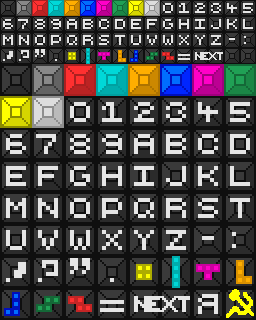 0 1 2 3 4 5
6 7 8 9 A B C D E F G H I J K L
M N O P Q R S T U V W X Y Z - :
" . = NEXT
0 1 2 3 4 5
6 7 8 9 A B C D
E F G H I J K L
M N O P Q R S T
U V W X Y Z - :
" .
= NEXT A